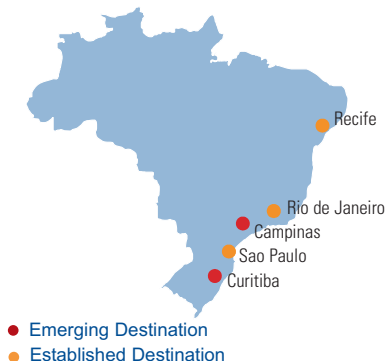 Recife
Rio de Janeiro
Campinas
Sao Paulo
Curitiba
Emerging Destination
Established Destination